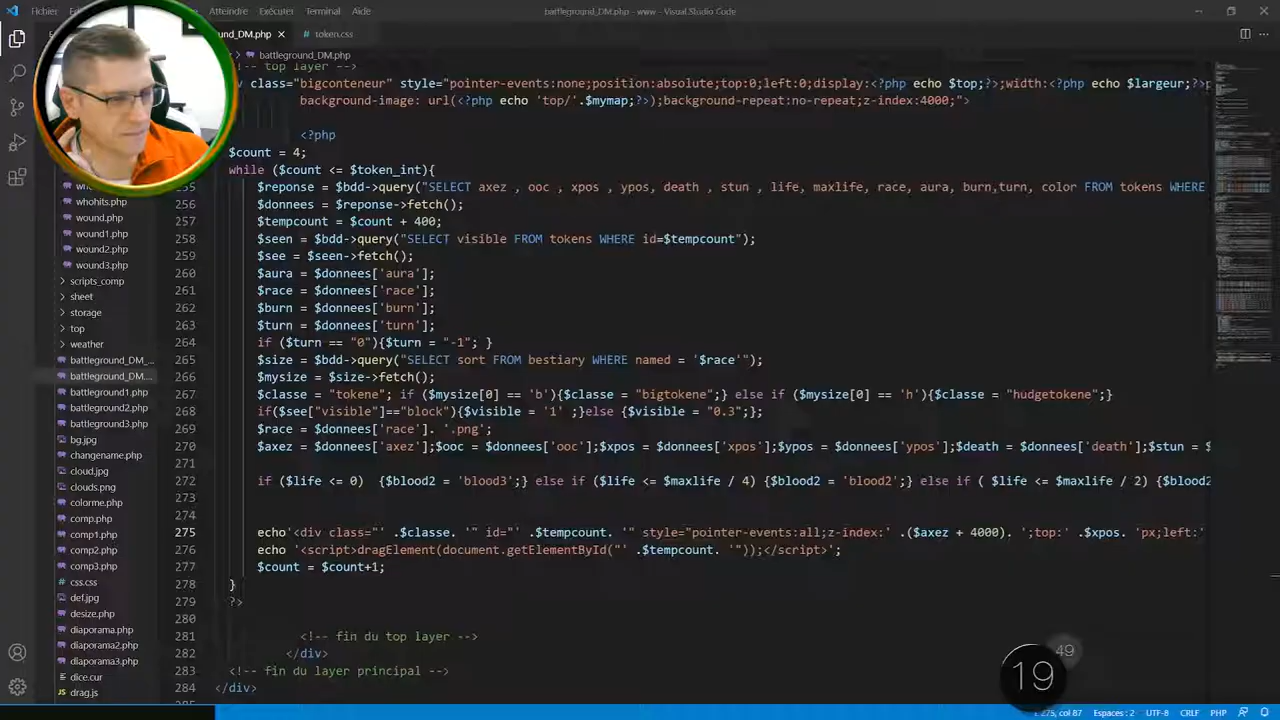 Fichier
Atteindre Exécuter Terminal Aide
battleground_DM.php - www - Visual Studio Code
und_DM.php
token.css
battleground_DM.php
!-- top layer -->
iv class="bigconteneur" style="pointer-events:none;position:absolute;top:0;left:0;display:<?php echo $top;?>;width:<?php echo $largeur;?>p
background-image: url(<?php echo 'top/'.$mymap;?>);background-repeat:no-repeat;z-index:4000;">
<?php
$count = 4;
while ($count <= $token_int){
255 $reponse = $bdd->query("SELECT axez , ooc , xpos , ypos, death , stun , life, maxlife, race, aura, burn,turn, color FROM tokens WHERE
256 $donnees = $reponse->fetch();
257 $tempcount = $count + 400;
258 $seen = $bdd->query("SELECT visible FROM tokens WHERE id=$tempcount");
259 $see = $seen->fetch();
260 $aura = $donnees['aura'];
261 $race = $donnees['race'];
262 $burn = $donnees['burn'];
263 $turn = $donnees['turn'];
264 if ($turn == "0"){$turn = "-1"; }
265 $size = $bdd->query("SELECT sort FROM bestiary WHERE named = '$race'");
266 $mysize = $size->fetch();
267 $classe = "tokene"; if ($mysize[0] == 'b'){$classe = "bigtokene";} else if ($mysize[0] == 'h'){$classe = "hudgetokene";}
268 if($see["visible"]=="block"){$visible = '1' ;}else {$visible = "0.3";};
269 $race = $donnees['race']. '.png';
270 $axez = $donnees['axez'];$ooc = $donnees['ooc'];$xpos = $donnees['xpos'];$ypos = $donnees['ypos'];$death = $donnees['death'];$stun = $
271
272 if ($life <= 0) {$blood2 = 'blood3';} else if ($life <= $maxlife / 4) {$blood2 = 'blood2';} else if ( $life <= $maxlife / 2) {$blood2
273
274
275 echo'<div class="' .$classe. '" id="' .$tempcount. '" style="pointer-events:all;z-index:' .($axez + 4000). ';top:' .$xpos. 'px;left:'
276 echo '<script>dragElement(document.getElementById("' .$tempcount. '"));</script>';
277 $count = $count+1;
278 }
279 ?>
280
281 <!-- fin du top layer -->
282 </div>
283 <!-- fin du layer principal -->
284 </div>
whohits.php
wound.php
wound1.php
wound2.php
wound3.php
scripts_comp
sheet
storage
top
weather
battleground_DM_...
battleground_DM....
battleground1.php
battleground2.php
battleground3.php
bg.jpg
changename.php
cloud.jpg
clouds.png
colorme.php
comp.php
comp1.php
comp2.php
comp3.php
css.css
def.jpg
desize.php
diaporama.php
diaporama2.php
diaporama3.php
dice.cur
drag.js
49
19
L 275, col 87 Espaces : 2 UTF-8 CRLF PHP